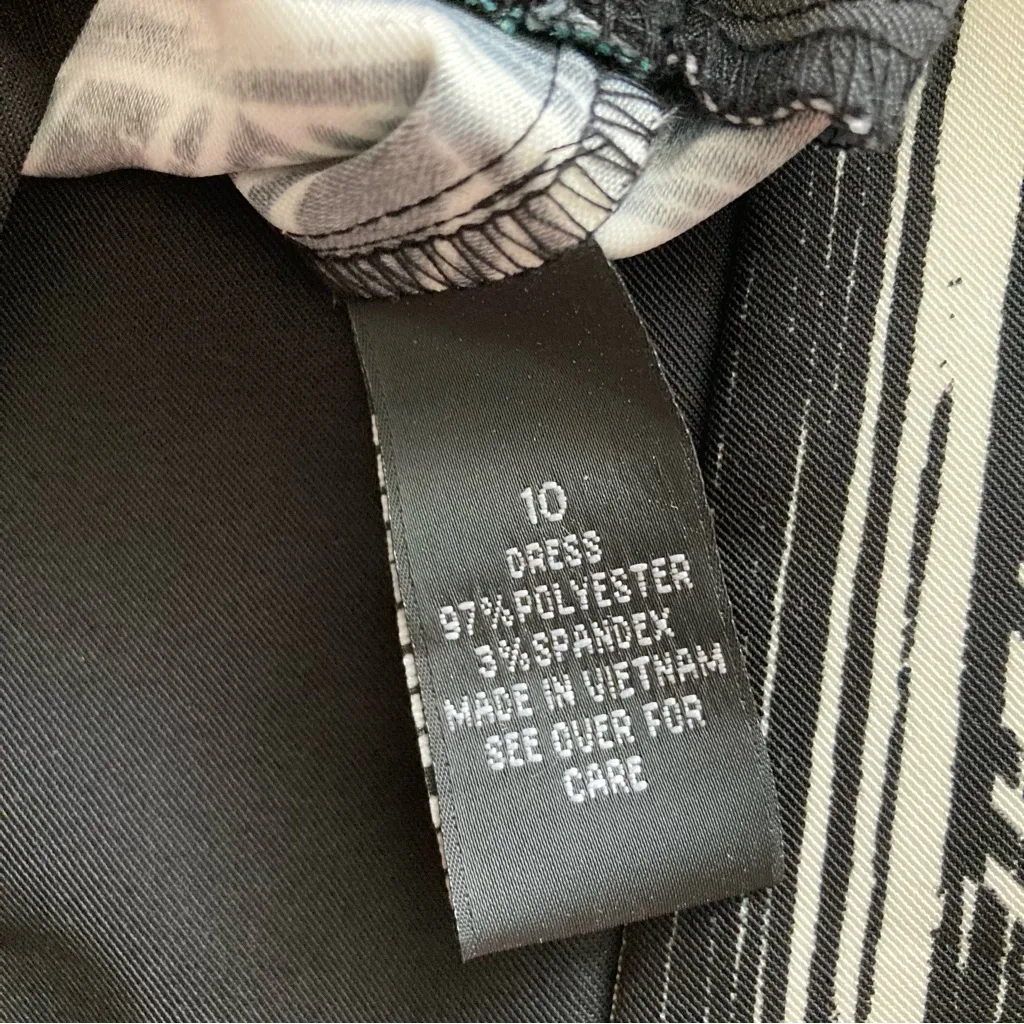 10
DRESS
97%POLYESTER
3%SPANDEX
MADE IN VIETNAM
SEE OVER FOR
CARE